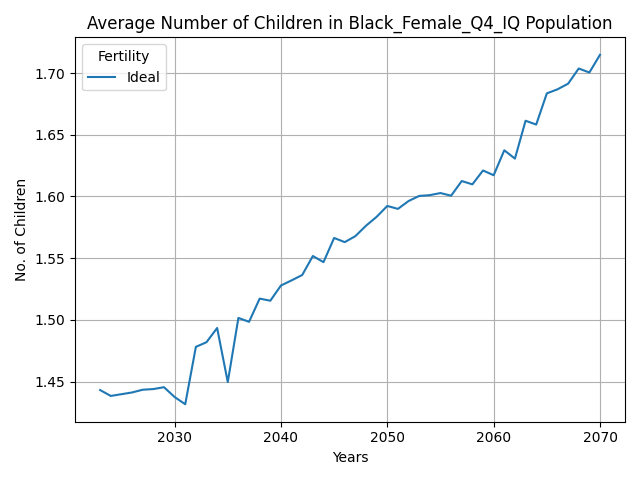 Average Number of Children in Black_Female_Q4_IQ Population
Fertility
Ideal
No. of Children
1.70
1.65
1.60
1.55
1.50
1.45
2030 2040 2050 2060 2070
Years